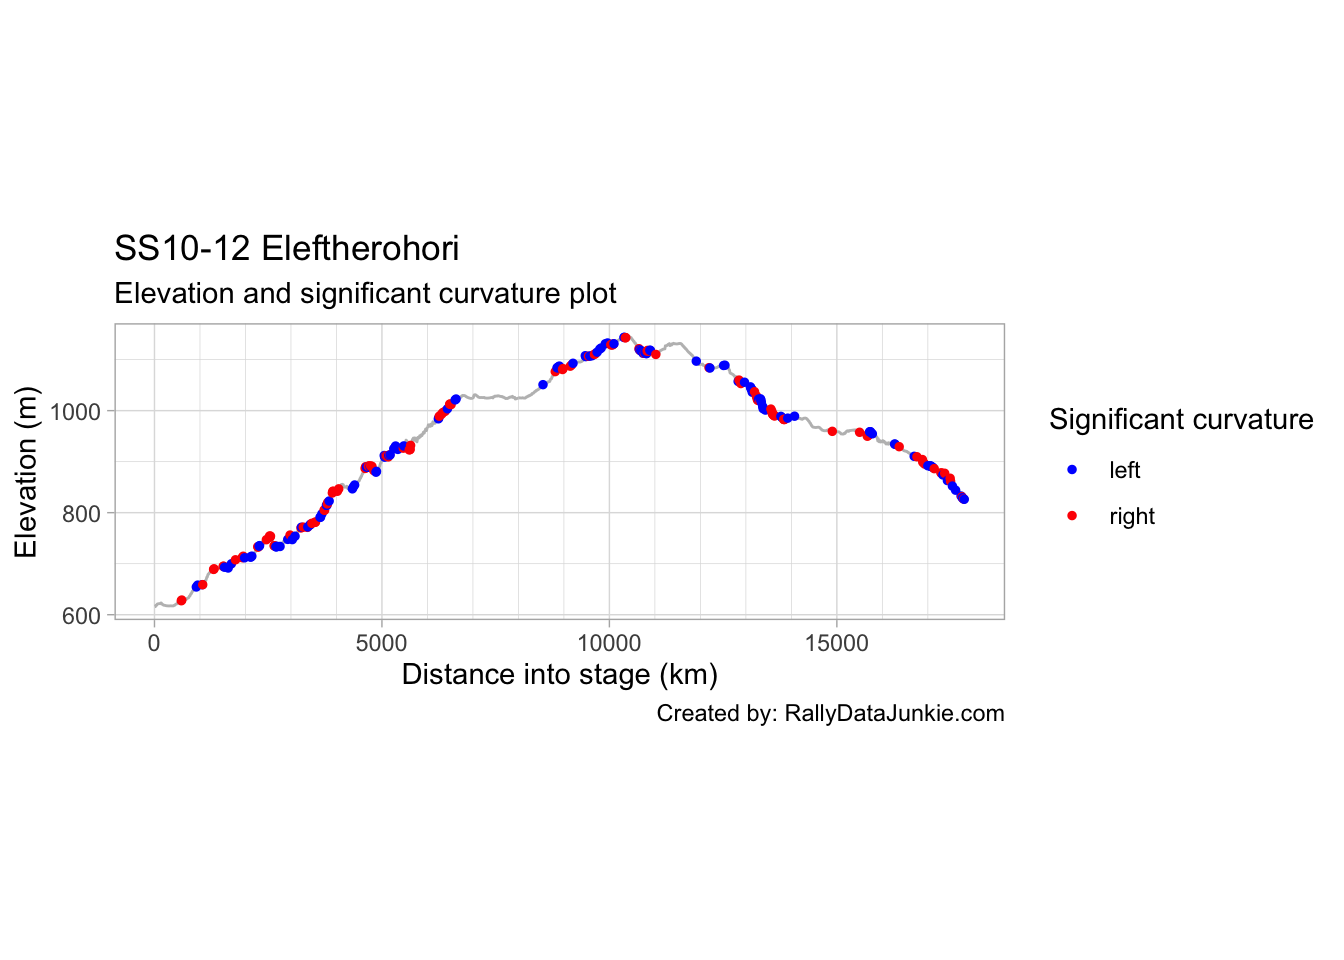 SS10-12 Eleftherohori
Elevation and significant curvature plot
Elevation (m)
1000
800
600
0 5000 10000 15000
Distance into stage (km)
Significant curvature
left
right
Created by: RallyDataJunkie.com